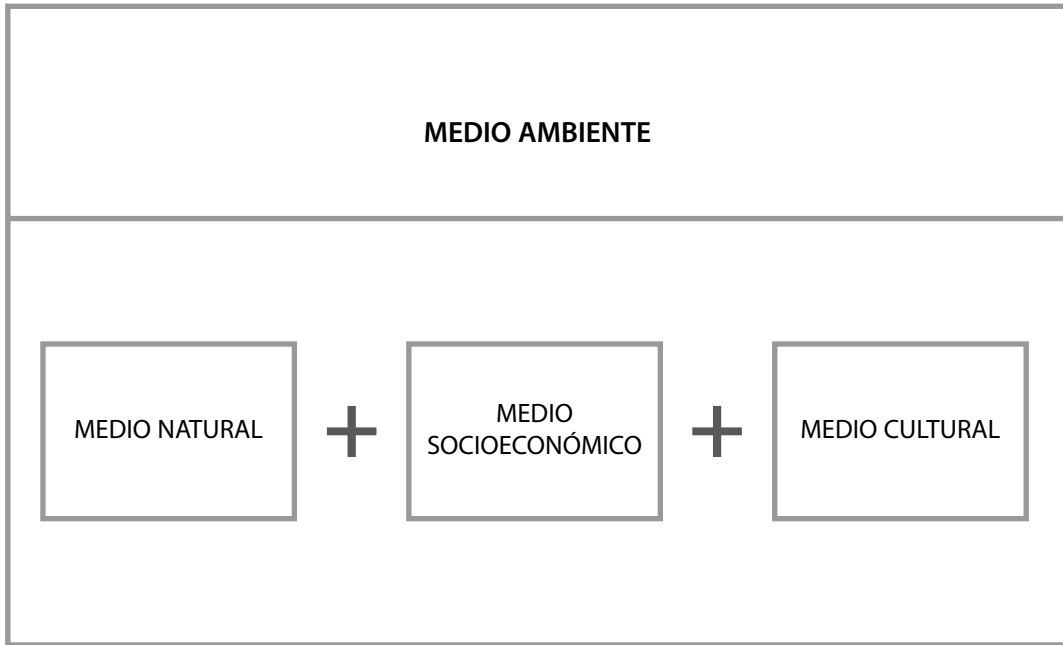 MEDIO AMBIENTE
MEDIO NATURAL
+
MEDIO
SOCIOECONÓMICO
+
MEDIO CULTURAL